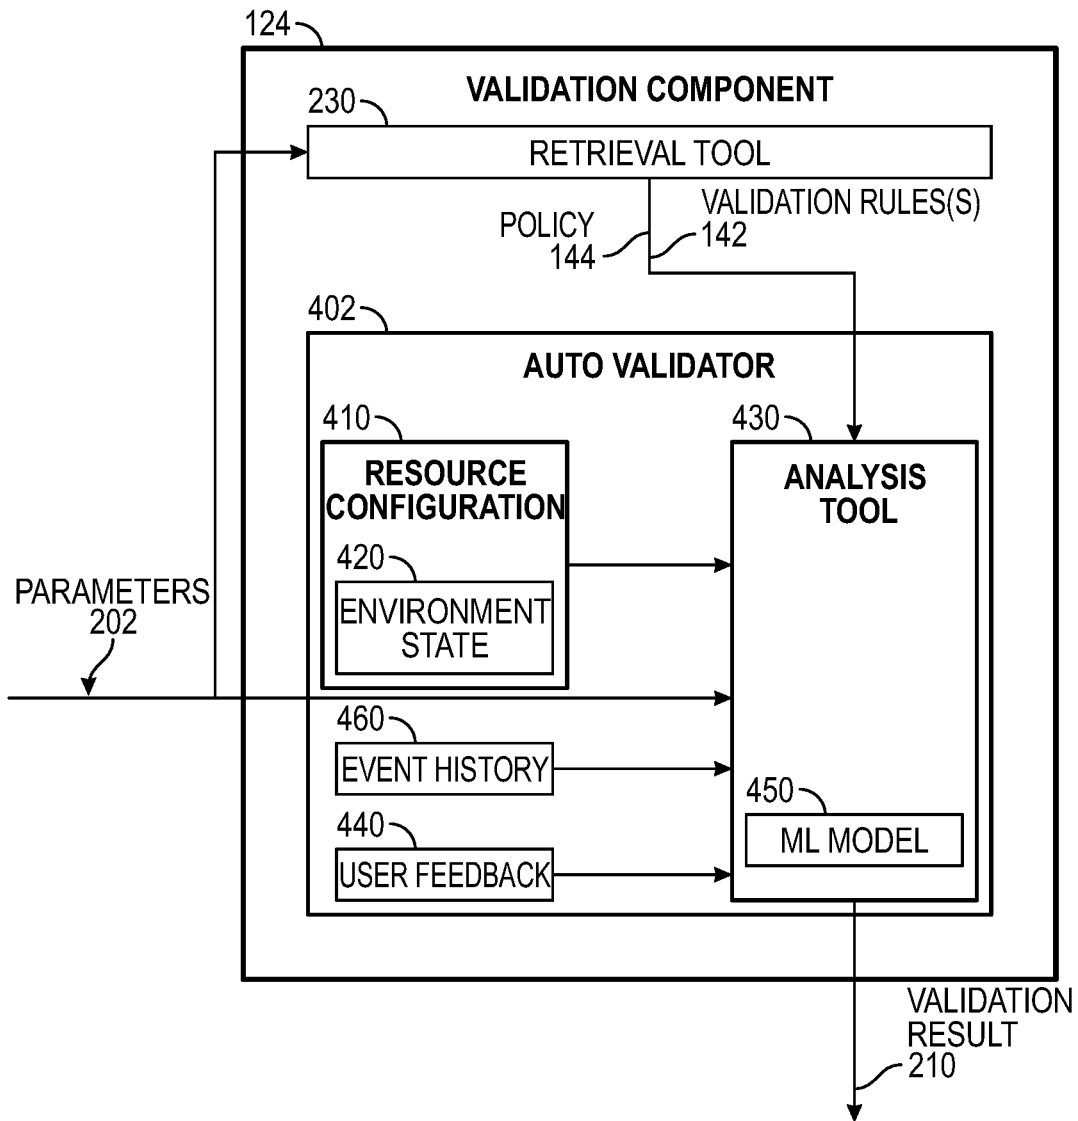 124
VALIDATION COMPONENT
230
RETRIEVAL TOOL
POLICY
144
VALIDATION RULES(S)
142
402
AUTO VALIDATOR
410
RESOURCE
CONFIGURATION
420
ENVIRONMENT
STATE
430
ANALYSIS
TOOL
PARAMETERS
202
460
EVENT HISTORY
450
ML MODEL
440
USER FEEDBACK
VALIDATION
RESULT
210